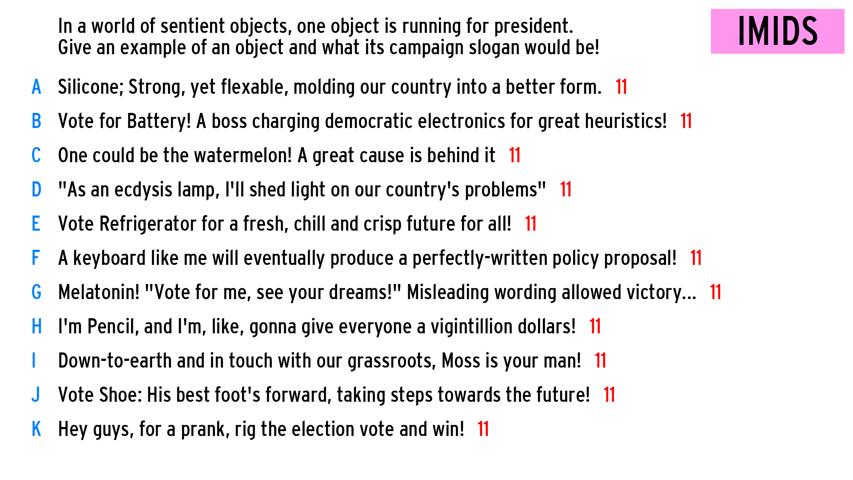 In a world of sentient objects, one object is running for president.
Give an example of an object and what its campaign slogan would be!
IMIDS
A Silicone; Strong, yet flexable, molding our country into a better form. 11
B Vote for Battery! A boss charging democratic electronics for great heuristics! 11
C One could be the watermelon! A great cause is behind it 11
D "As an ecdysis lamp, I'll shed light on our country's problems" 11
E Vote Refrigerator for a fresh, chill and crisp future for all! 11
F A keyboard like me will eventually produce a perfectly-written policy proposal! 11
G Melatonin! "Vote for me, see your dreams!" Misleading wording allowed victory... 11
H I'm Pencil, and I'm, like, gonna give everyone a vigintillion dollars! 11
I Down-to-earth and in touch with our grassroots, Moss is your man! 11
J Vote Shoe: His best foot's forward, taking steps towards the future! 11
K Hey guys, for a prank, rig the election vote and win! 11